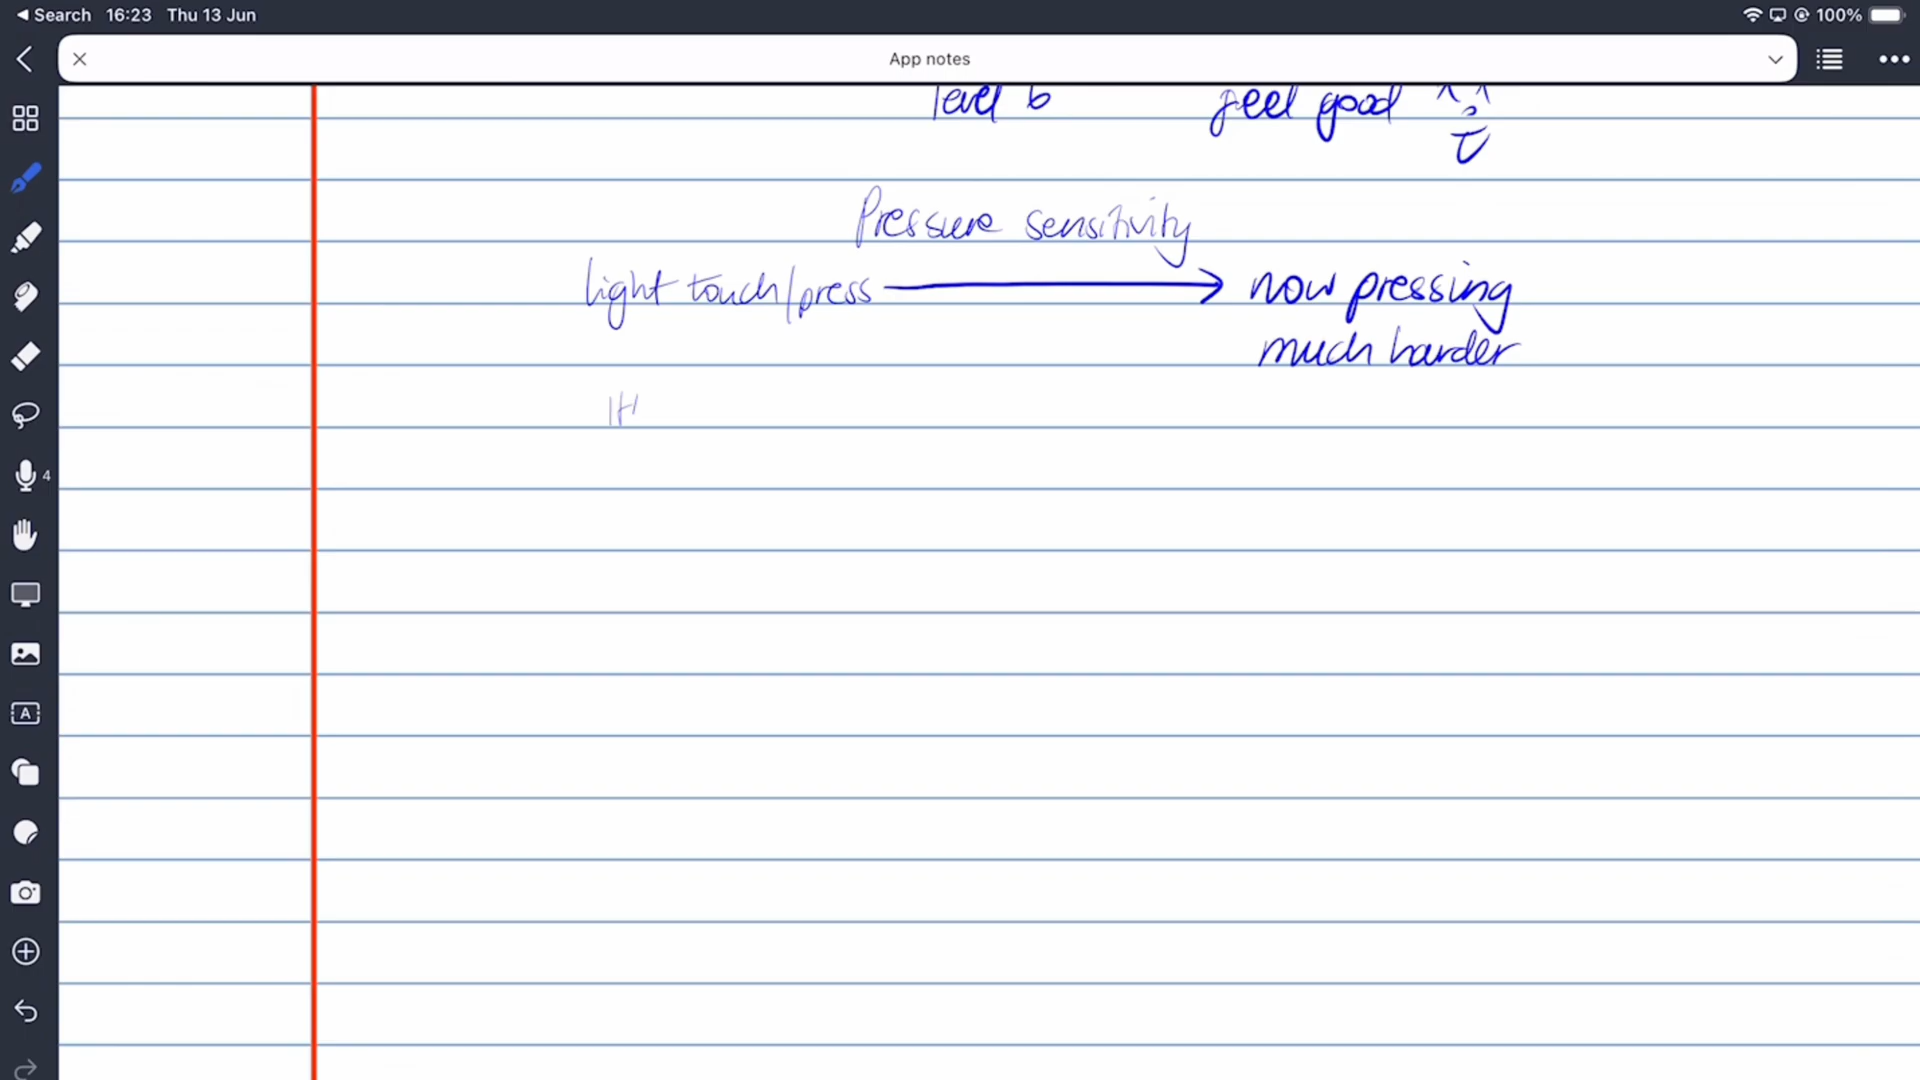 Search 16:23 Thu 13 Jun 100%
App notes
level 6 feel good
Pressure sensitivity
light touch/press now pressing
much harder
4
A